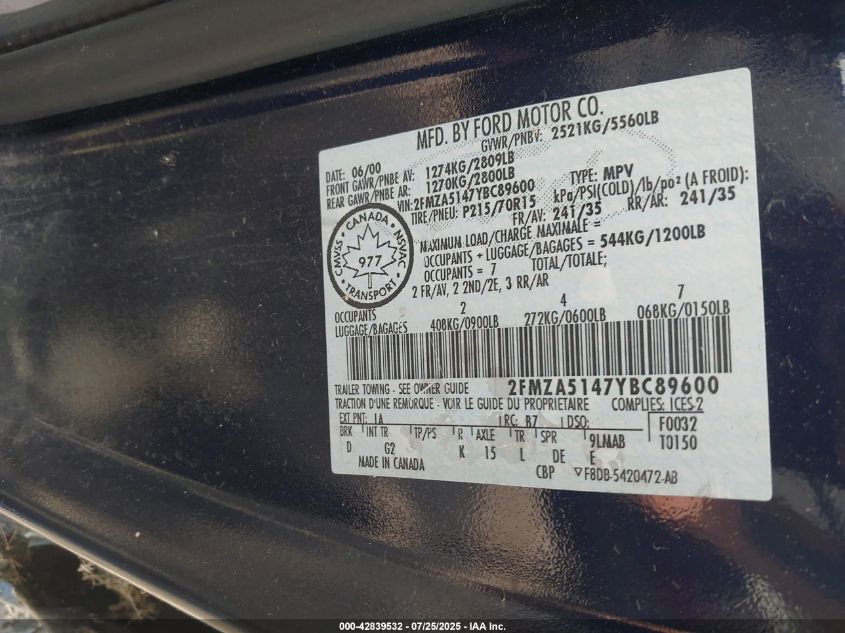 MFD. BY FORD MOTOR CO.
GVWR/PNBV: 2521KG/5560LB
DATE: 06/00
FRONT GAWR/PNBE AV: 1274KG/2809LB
REAR GAWR/PNBE AR: 1270KG/2800LB
VIN:2FMZA5147YBC89600 TYPE: MPV
TIRE/PNEU: P215/70R15 kPa/PSI(COLD)/lb/po² (A FROID):
FR/AV: 241/35 RR/AR: 241/35
MAXIMUM LOAD/CHARGE MAXIMALE =
OCCUPANTS + LUGGAGE/BAGAGES = 544KG/1200LB
OCCUPANTS = 7 TOTAL/TOTALE;
2 FR/AV, 2 2ND/2E, 3 RR/AR
CANADA
CMVSS NSVAC
977
TRANSPORT
OCCUPANTS 2 4 7
LUGGAGE/BAGAGES 408KG/0900LB 272KG/0600LB 068KG/0150LB
TRAILER TOWING - SEE OWNER GUIDE 2FMZA5147YBC89600
TRACTION D'UNE REMORQUE - VOIR LE GUIDE DU PROPRIETAIRE COMPLIES: ICES-2
EXT PNT: LA RC: B7 DSO: F0032
BRK INT TR TP/PS R AXLE TR SPR 9LMAB T0150
D G2 K 15 L DE E
MADE IN CANADA CBP F8DB-5420472-AB
000-42839532 - 07/25/2025 - IAA Inc.